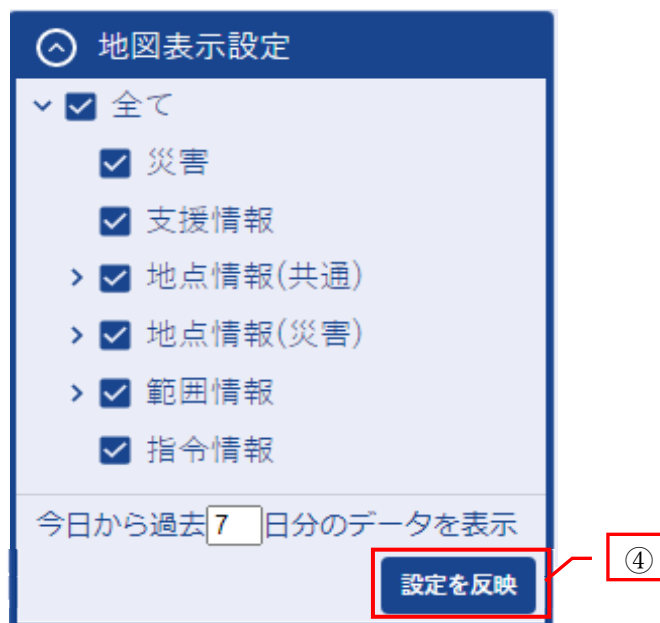 地図表示設定
全て
災害
支援情報
地点情報(共通)
地点情報(災害)
範囲情報
指令情報
今日から過去7日分のデータを表示
設定を反映
④